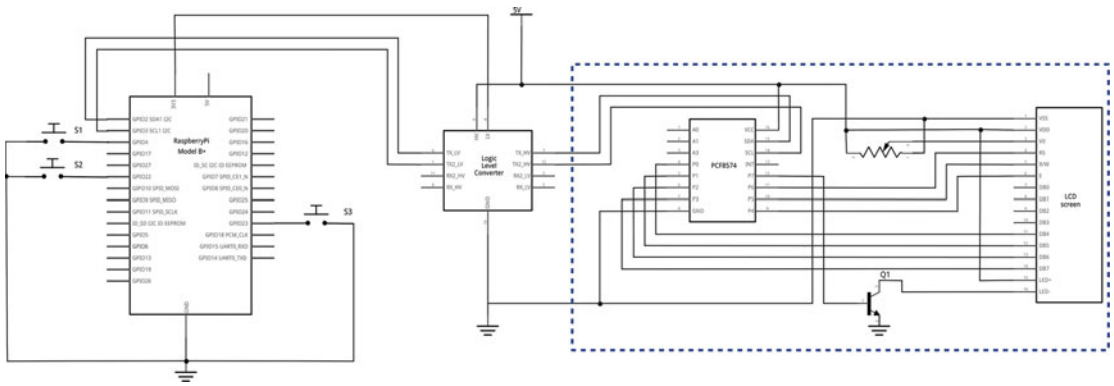 5V
3V3
5V
GPIO2 SDA1 I2C
GPIO3 SCL1 I2C
GPIO4
GPIO17
GPIO27
GPIO22
GPIO10 SPI0_MOSI
GPIO9 SPI0_MISO
GPIO11 SPI0_SCLK
ID_SD I2C ID EEPROM
GPIO5
GPIO6
GPIO13
GPIO19
GPIO26
RaspberryPi
Model B+
GPIO21
GPIO20
GPIO16
GPIO12
ID_SC I2C ID EEPROM
GPIO7 SPI0_CE1_N
GPIO8 SPI0_CE0_N
GPIO25
GPIO24
GPIO23
GPIO18 PCM_CLK
GPIO15 UART0_RXD
GPIO14 UART0_TXD
GND
S1
S2
S3
HV
LV
TX_LV
TX2_LV
RX2_HV
RX_HV
Logic
Level
Converter
TX_HV
TX2_HV
RX2_LV
RX_LV
GND
A0
A1
A3
P0
P1
P2
P3
GND
PCF8574
VCC
SDA
SCL
INT
P7
P6
P5
P4
Q1
VSS
VDD
V0
RS
R/W
E
DB0
DB1
DB2
DB3
DB4
DB5
DB6
DB7
LED+
LED-
LCD
screen